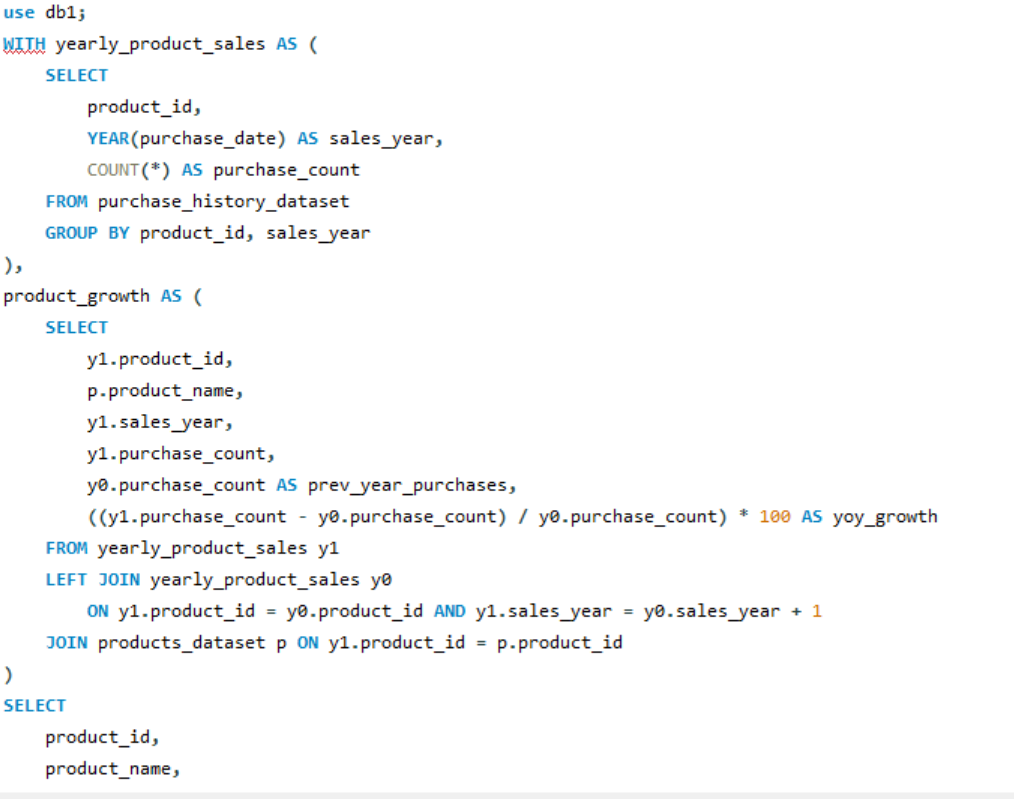 use db1;
WITH yearly_product_sales AS (
    SELECT
        product_id,
        YEAR(purchase_date) AS sales_year,
        COUNT(*) AS purchase_count
    FROM purchase_history_dataset
    GROUP BY product_id, sales_year
),
product_growth AS (
    SELECT
        y1.product_id,
        p.product_name,
        y1.sales_year,
        y1.purchase_count,
        y0.purchase_count AS prev_year_purchases,
        ((y1.purchase_count - y0.purchase_count) / y0.purchase_count) * 100 AS yoy_growth
    FROM yearly_product_sales y1
    LEFT JOIN yearly_product_sales y0
        ON y1.product_id = y0.product_id AND y1.sales_year = y0.sales_year + 1
    JOIN products_dataset p ON y1.product_id = p.product_id
)
SELECT
    product_id,
    product_name,